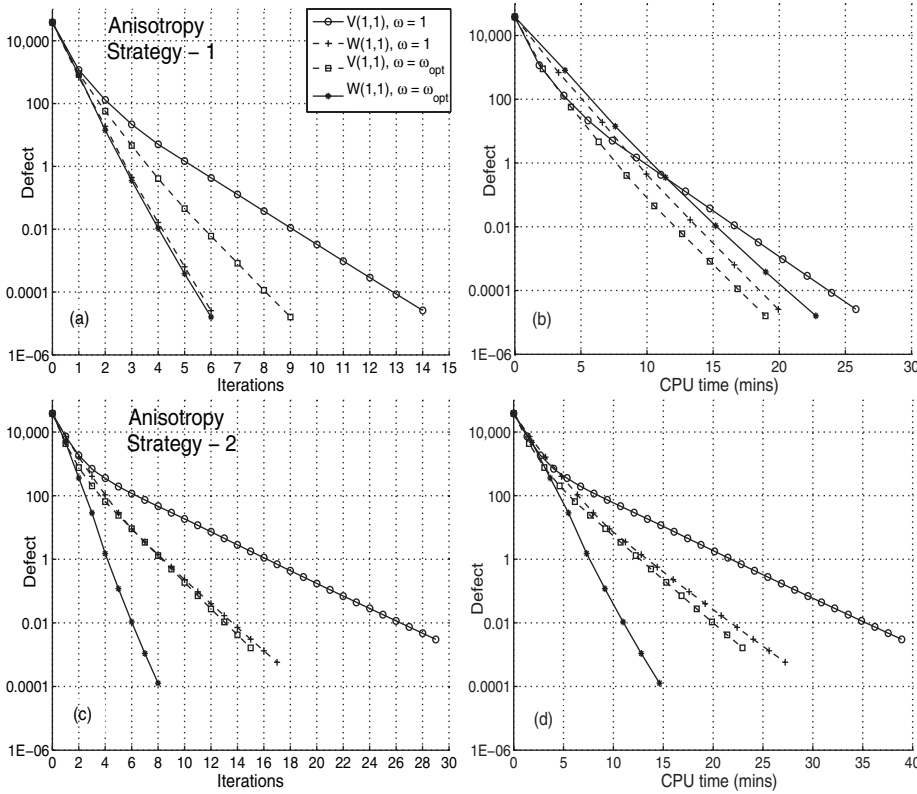 Anisotropy
Strategy – 1
V(1,1), ω = 1
W(1,1), ω = 1
V(1,1), ω = ω_opt
W(1,1), ω = ω_opt
10,000
100
1
0.01
0.0001
1E−06
Defect
(a)
0 1 2 3 4 5 6 7 8 9 10 11 12 13 14 15
Iterations
10,000
100
1
0.01
0.0001
1E−06
Defect
(b)
0 5 10 15 20 25 30
CPU time (mins)
Anisotropy
Strategy – 2
10,000
100
1
0.01
0.0001
1E−06
Defect
(c)
0 2 4 6 8 10 12 14 16 18 20 22 24 26 28 30
Iterations
10,000
100
1
0.01
0.0001
1E−06
Defect
(d)
0 5 10 15 20 25 30 35 40
CPU time (mins)